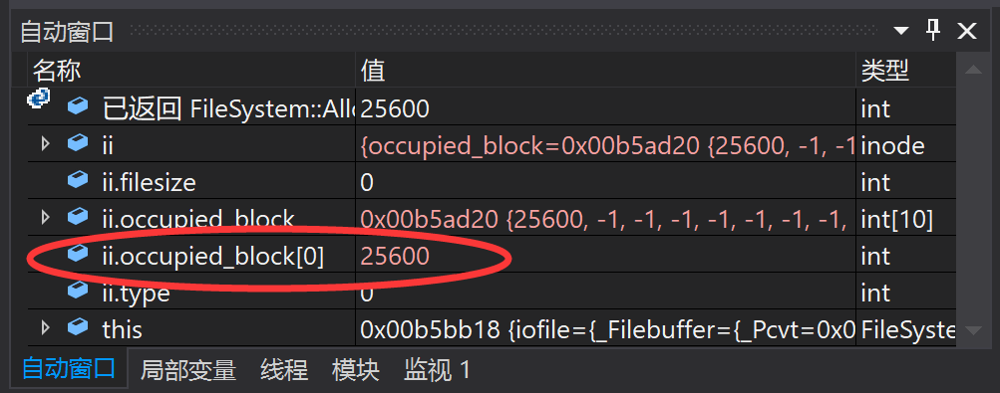 自动窗口
名称 值 类型
已返回 FileSystem::Allo 25600 int
ii {occupied_block=0x00b5ad20 {25600, -1, -1 inode
ii.filesize 0 int
ii.occupied_block 0x00b5ad20 {25600, -1, -1, -1, -1, -1, -1, int[10]
ii.occupied_block[0] 25600 int
ii.type 0 int
this 0x00b5bb18 {iofile={_Filebuffer={_Pcvt=0x0 FileSyste
自动窗口 局部变量 线程 模块 监视 1